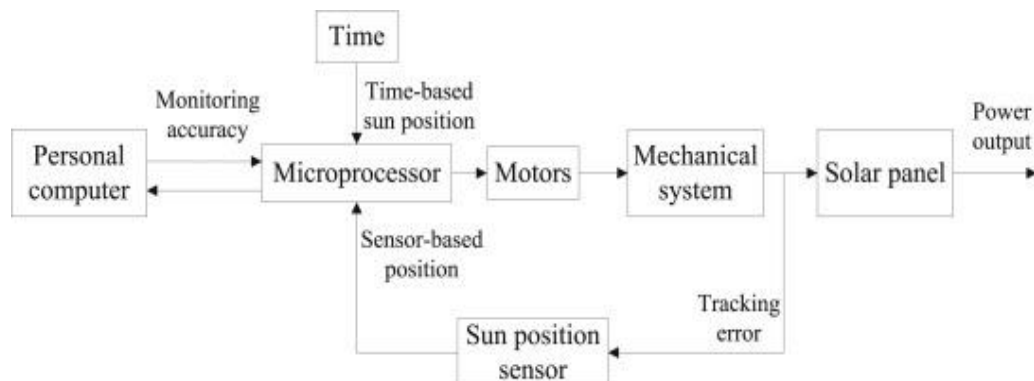 Time
Monitoring
accuracy
Time-based
sun position
Power
output
Personal
computer
Microprocessor
Motors
Mechanical
system
Solar panel
Sensor-based
position
Tracking
error
Sun position
sensor